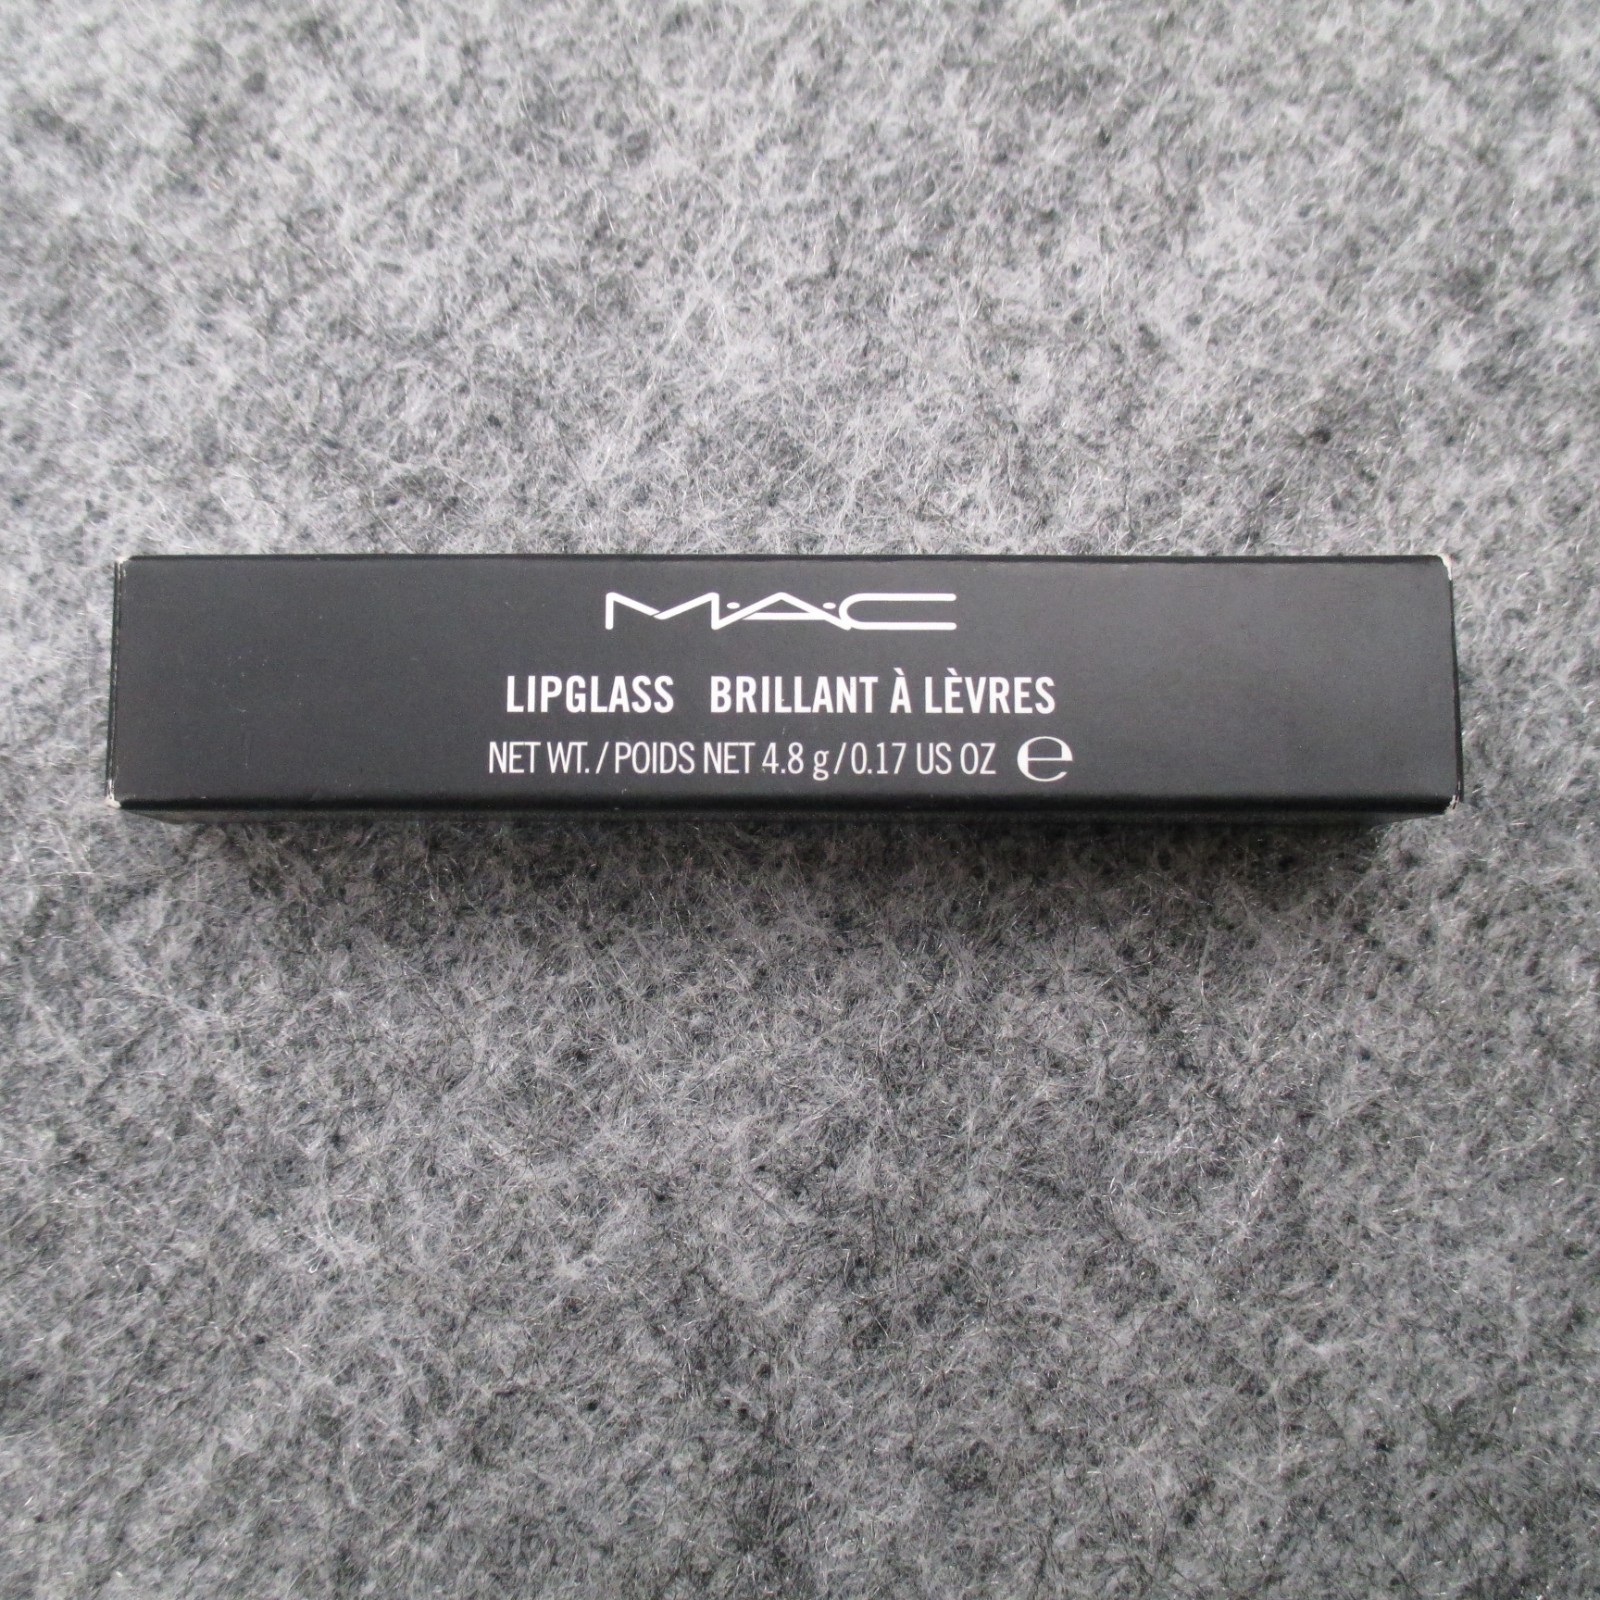 M·A·C
LIPGLASS BRILLANT À LÈVRES
NET WT. / POIDS NET 4.8 g / 0.17 US OZ ℮